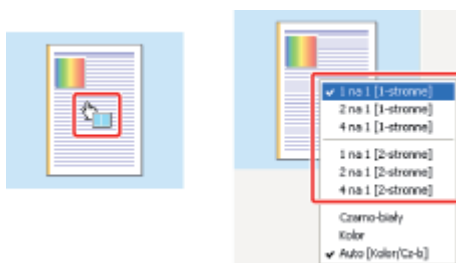 ✔ 1 na 1 [1-stronne]
2 na 1 [1-stronne]
4 na 1 [1-stronne]
1 na 1 [2-stronne]
2 na 1 [2-stronne]
4 na 1 [2-stronne]
Czarno-biały
Kolor
✔ Auto [Kolor/Cz-b]